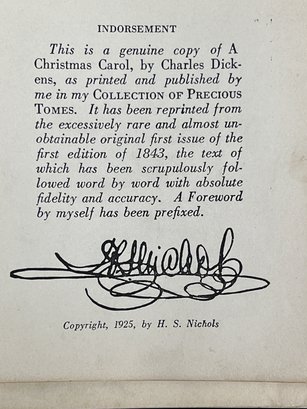 INDORSEMENT
This is a genuine copy of A
Christmas Carol, by Charles Dick-
ens, as printed and published by
me in my Collection of Precious
Tomes. It has been reprinted from
the excessively rare and almost un-
obtainable original first issue of the
first edition of 1843, the text of
which has been scrupulously fol-
lowed word by word with absolute
fidelity and accuracy. A Foreword
by myself has been prefixed.
HSNichols
Copyright, 1925, by H. S. Nichols